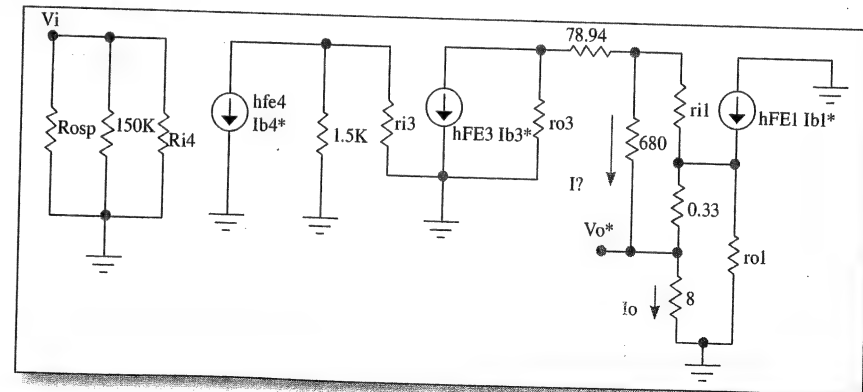 Vi
78.94
Rosp
150K
Ri4
hfe4
Ib4*
1.5K
ri3
hFE3 Ib3*
ro3
680
ri1
hFE1 Ib1*
I?
0.33
Vo*
ro1
Io
8